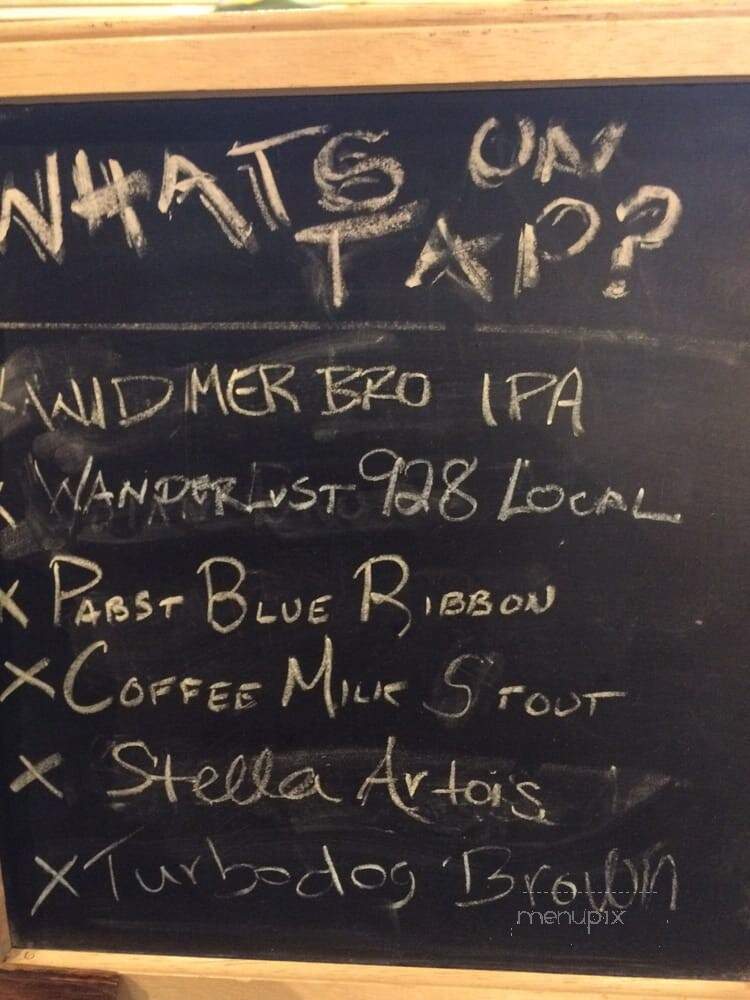 WHATS ON
TAP?
X WIDMER BRO IPA
X WANDERLUST 928 LOCAL
X PABST BLUE RIBBON
X COFFEE MILK STOUT
X Stella Artois
X Turbodog Brown
menupix